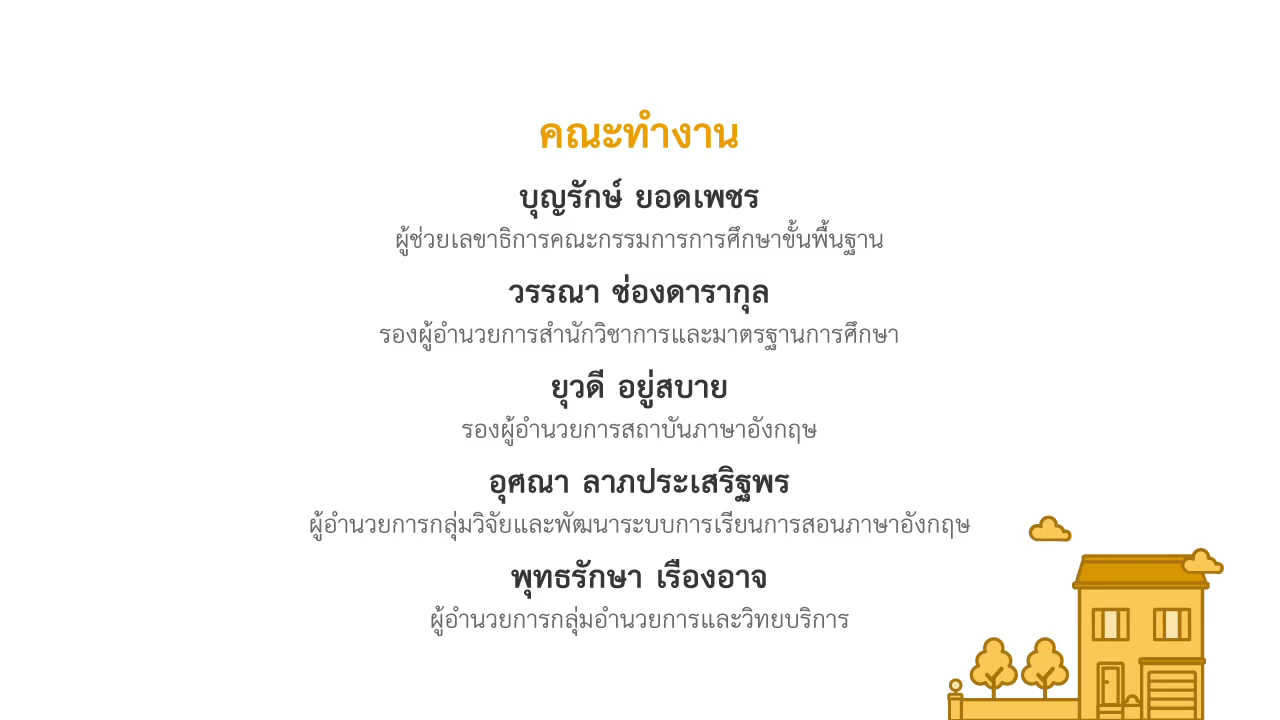 คณะทำงาน
บุญรักษ์ ยอดเพชร
ผู้ช่วยเลขาธิการคณะกรรมการการศึกษาขั้นพื้นฐาน
วรรณา ช่องดารากุล
รองผู้อำนวยการสำนักวิชาการและมาตรฐานการศึกษา
ยุวดี อยู่สบาย
รองผู้อำนวยการสถาบันภาษาอังกฤษ
อุศณา ลาภประเสริฐพร
ผู้อำนวยการกลุ่มวิจัยและพัฒนาระบบการเรียนการสอนภาษาอังกฤษ
พุทธรักษา เรืองอาจ
ผู้อำนวยการกลุ่มอำนวยการและวิทยบริการ